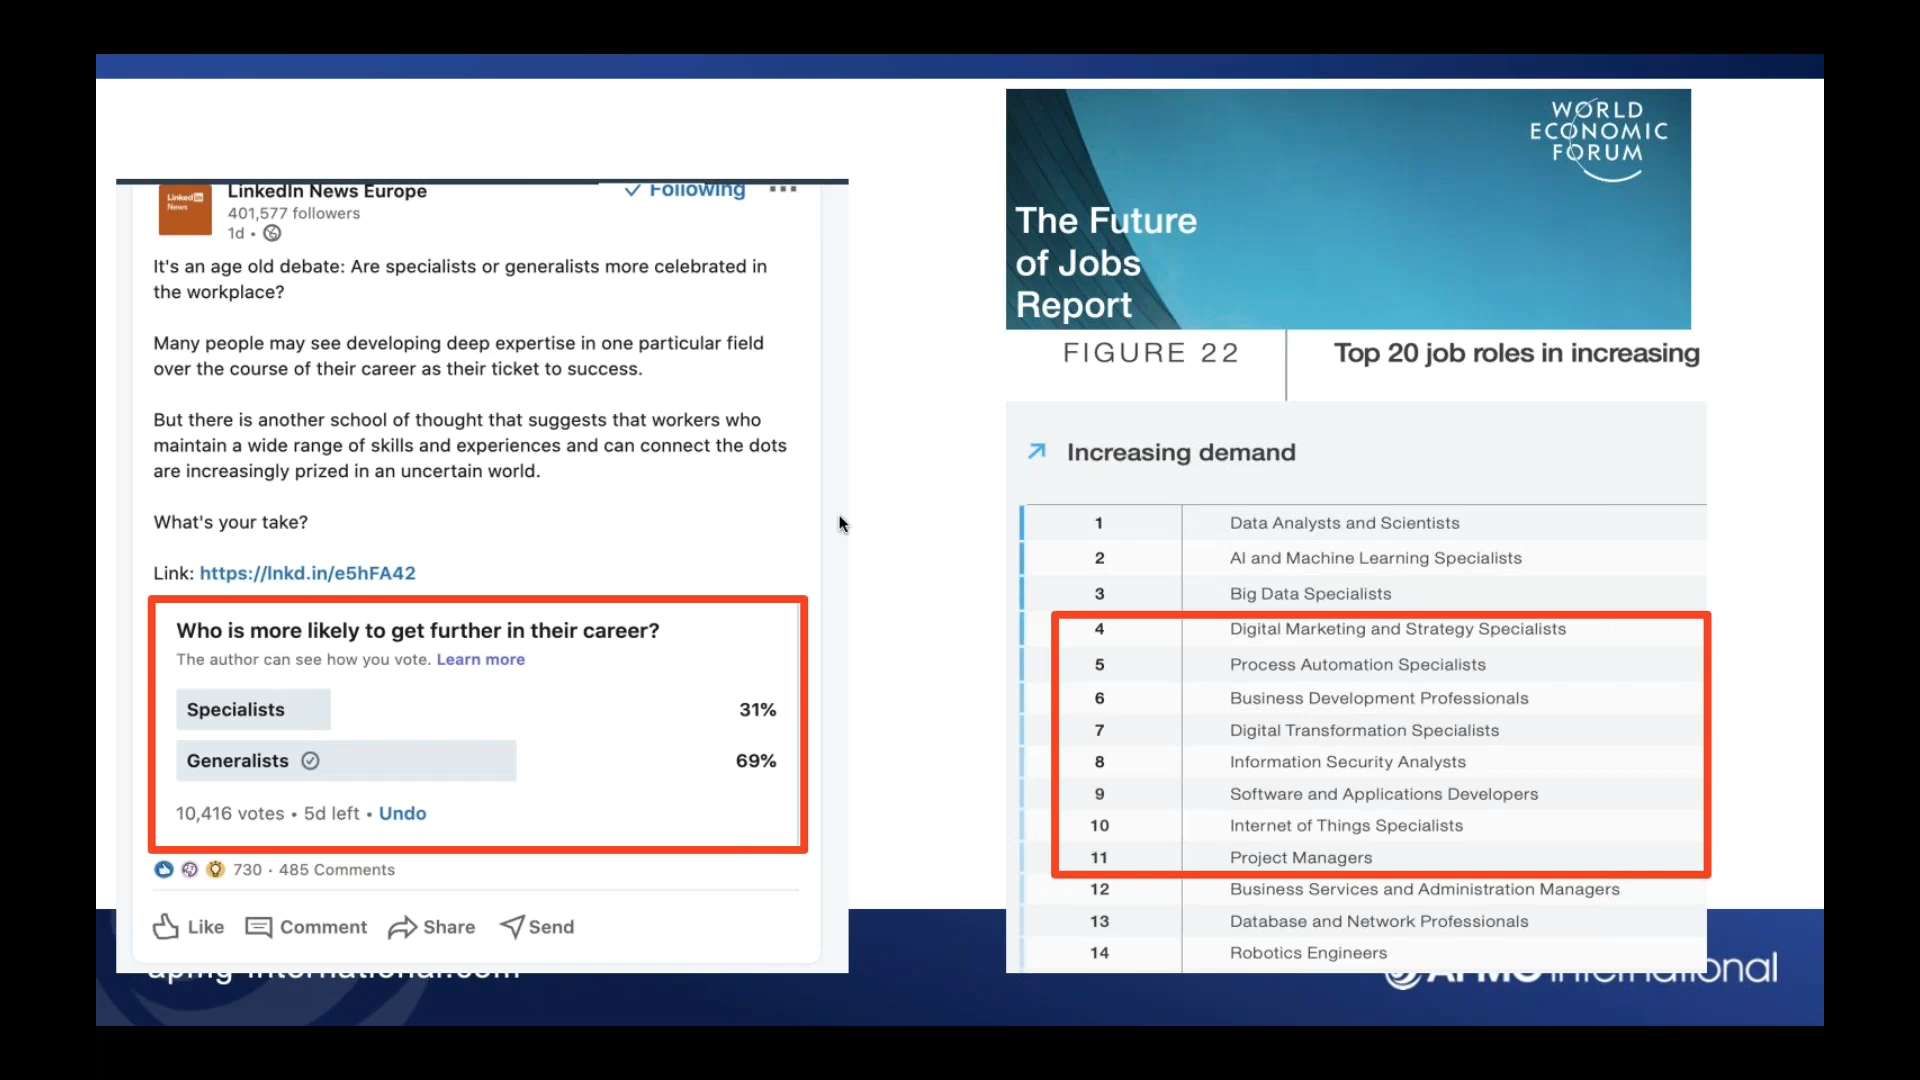 LinkedIn News
LinkedIn News Europe
Following
401,577 followers
1d •
It's an age old debate: Are specialists or generalists more celebrated in
the workplace?
Many people may see developing deep expertise in one particular field
over the course of their career as their ticket to success.
But there is another school of thought that suggests that workers who
maintain a wide range of skills and experiences and can connect the dots
are increasingly prized in an uncertain world.
What's your take?
Link: https://lnkd.in/e5hFA42
Who is more likely to get further in their career?
The author can see how you vote. Learn more
Specialists 31%
Generalists 69%
10,416 votes • 5d left • Undo
730 • 485 Comments
Like Comment Share Send
apmg-international.com
WORLD
ECONOMIC
FORUM
The Future
of Jobs
Report
FIGURE 22 Top 20 job roles in increasing
Increasing demand
1 Data Analysts and Scientists
2 AI and Machine Learning Specialists
3 Big Data Specialists
4 Digital Marketing and Strategy Specialists
5 Process Automation Specialists
6 Business Development Professionals
7 Digital Transformation Specialists
8 Information Security Analysts
9 Software and Applications Developers
10 Internet of Things Specialists
11 Project Managers
12 Business Services and Administration Managers
13 Database and Network Professionals
14 Robotics Engineers
APMG International